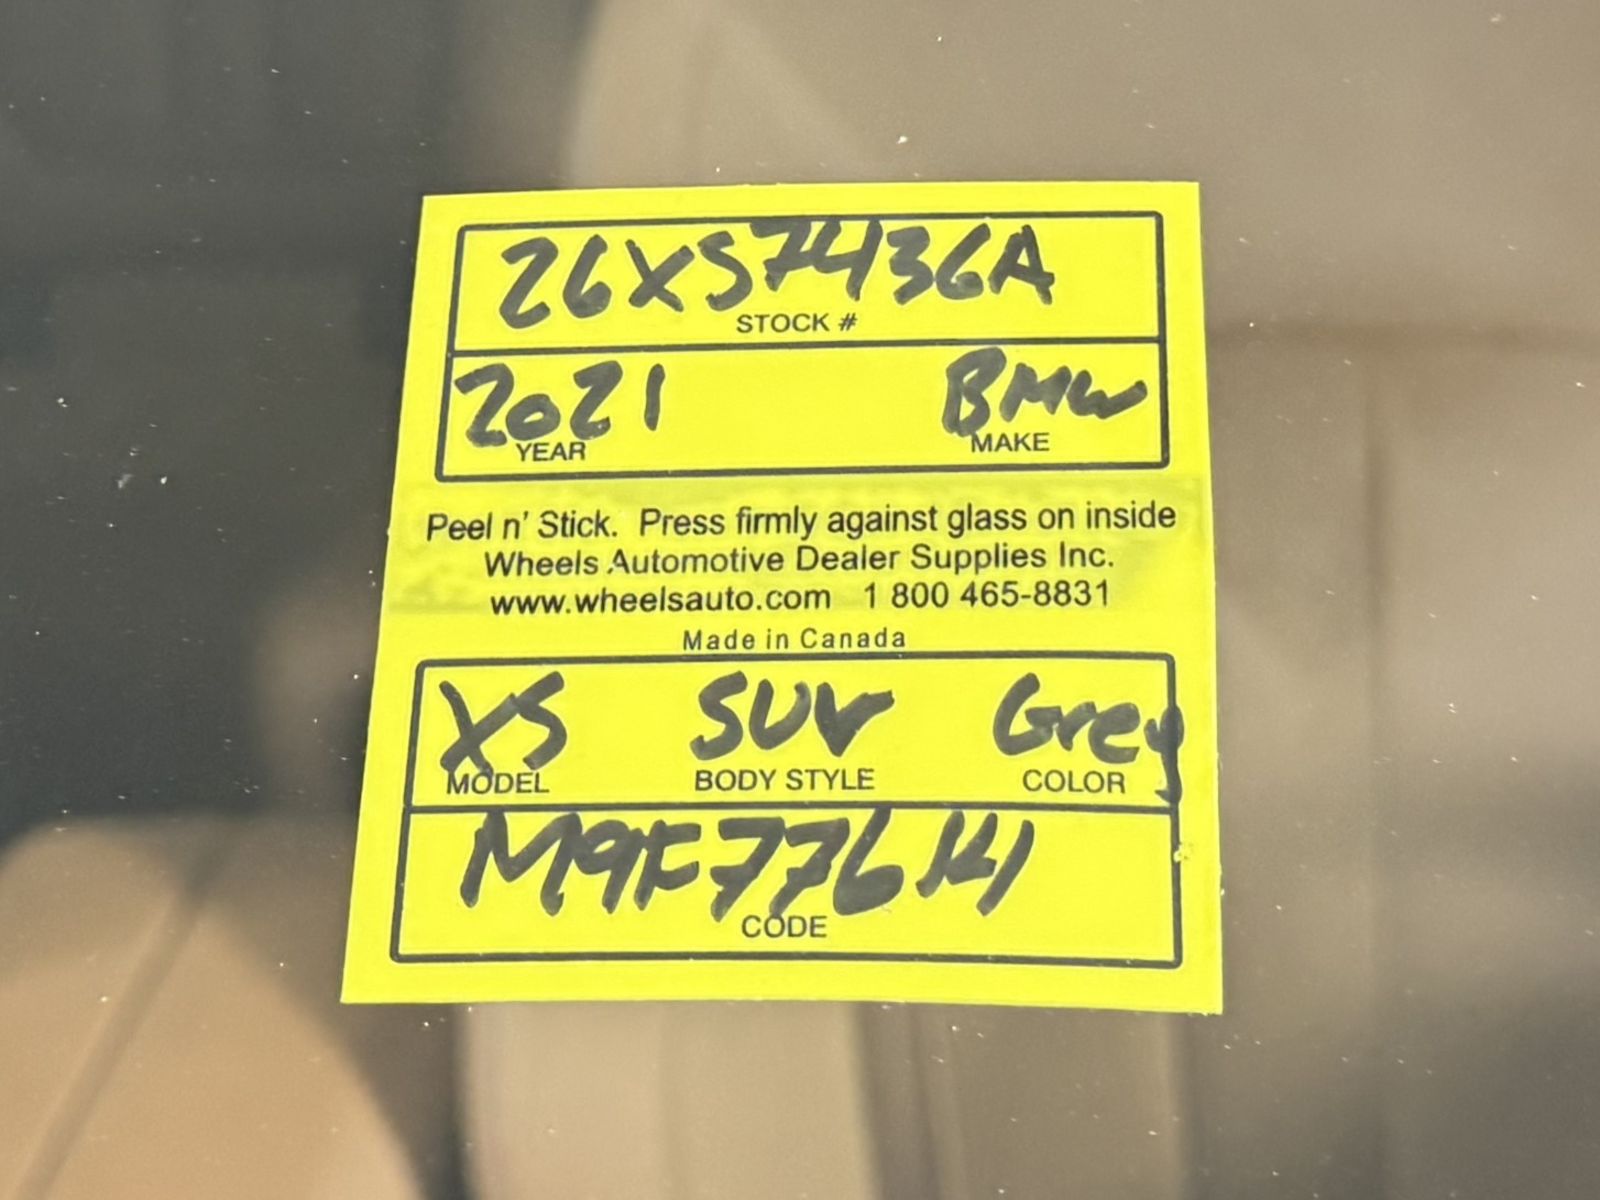 26X57436A
STOCK #
2021 BMW
YEAR MAKE
Peel n' Stick. Press firmly against glass on inside
Wheels Automotive Dealer Supplies Inc.
www.wheelsauto.com 1 800 465-8831
Made in Canada
X5 SUV Grey
MODEL BODY STYLE COLOR
CODE